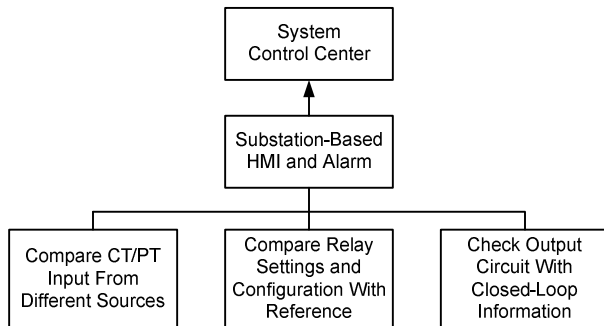 System
Control Center
Substation-Based
HMI and Alarm
Compare CT/PT
Input From
Different Sources
Compare Relay
Settings and
Configuration With
Reference
Check Output
Circuit With
Closed-Loop
Information